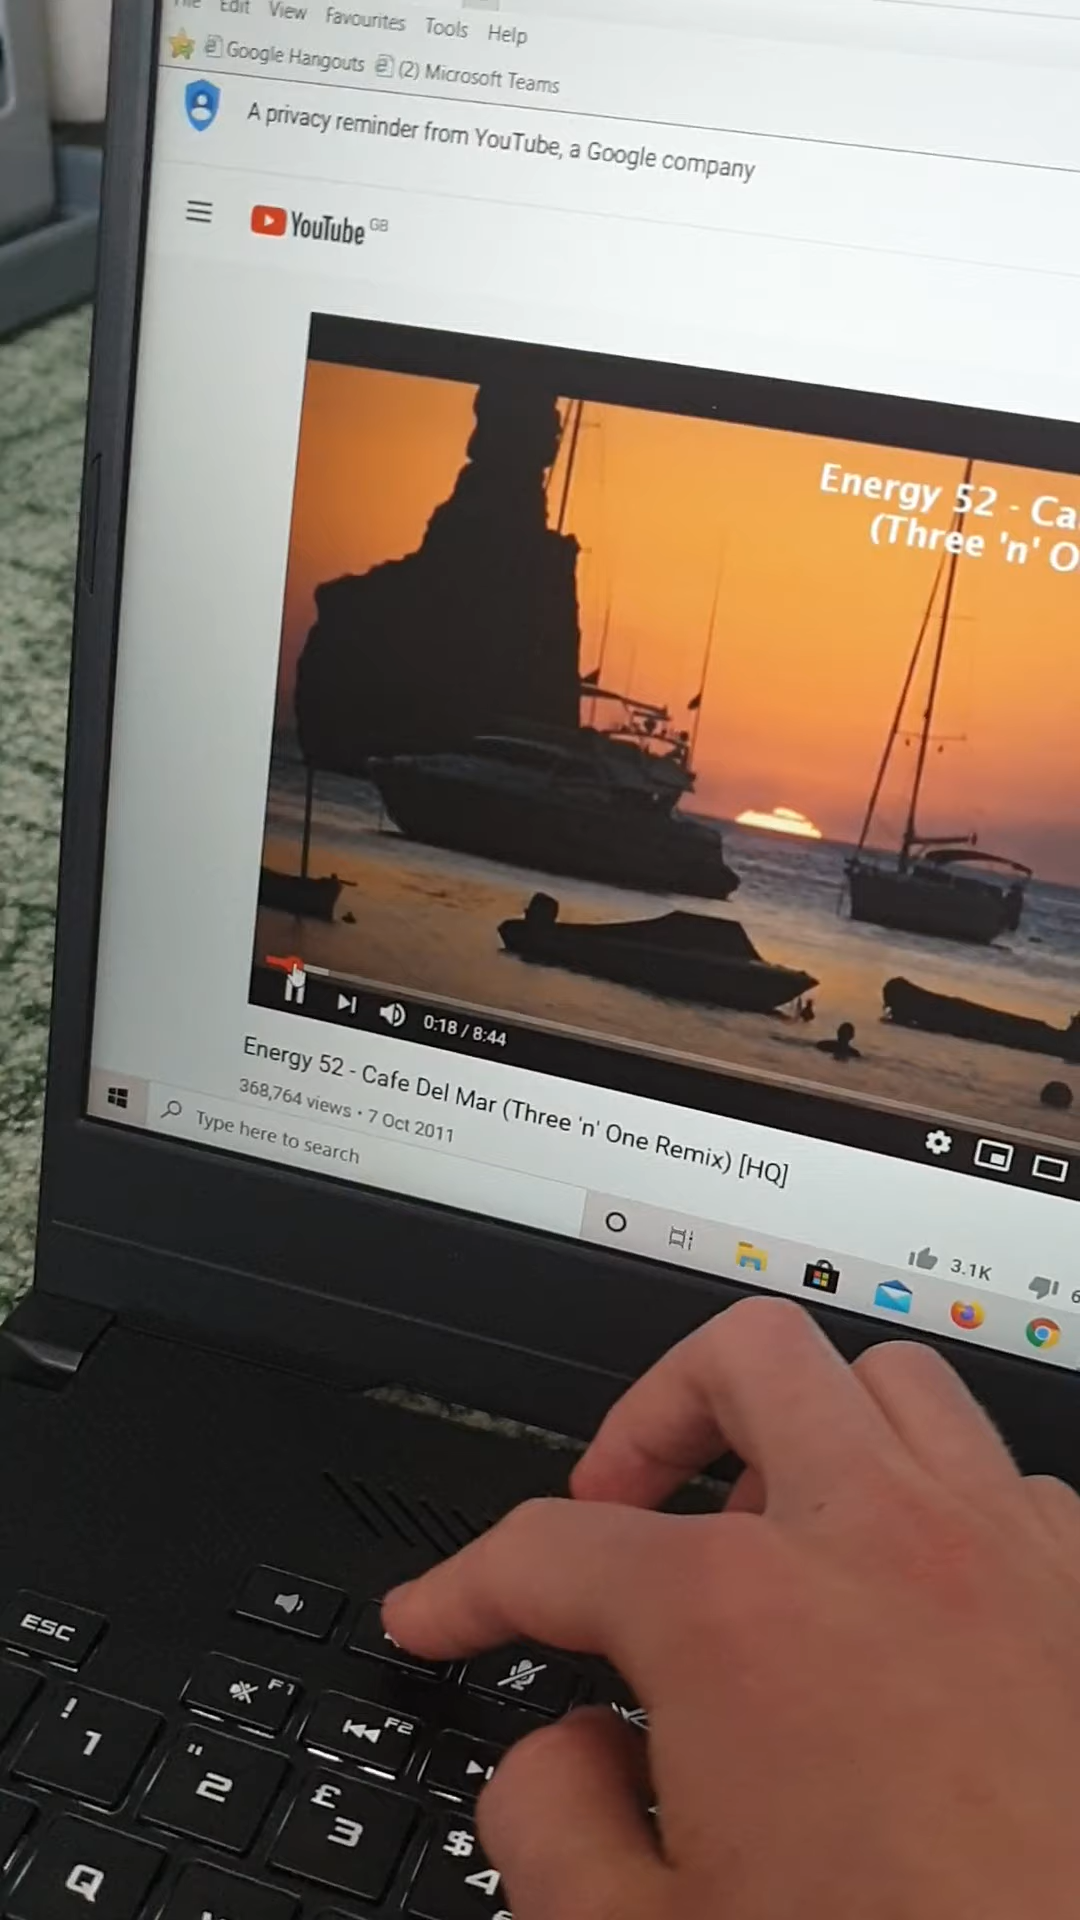 Edit View Favourites Tools Help
Google Hangouts (2) Microsoft Teams
A privacy reminder from YouTube, a Google company
YouTube GB
Energy 52 - Ca
(Three 'n' O
0:18 / 8:44
Energy 52 - Cafe Del Mar (Three 'n' One Remix) [HQ]
368,764 views • 7 Oct 2011
3.1K
6
Type here to search
ESC
F1
F2
! 1
" 2
£ 3
$ 4
Q